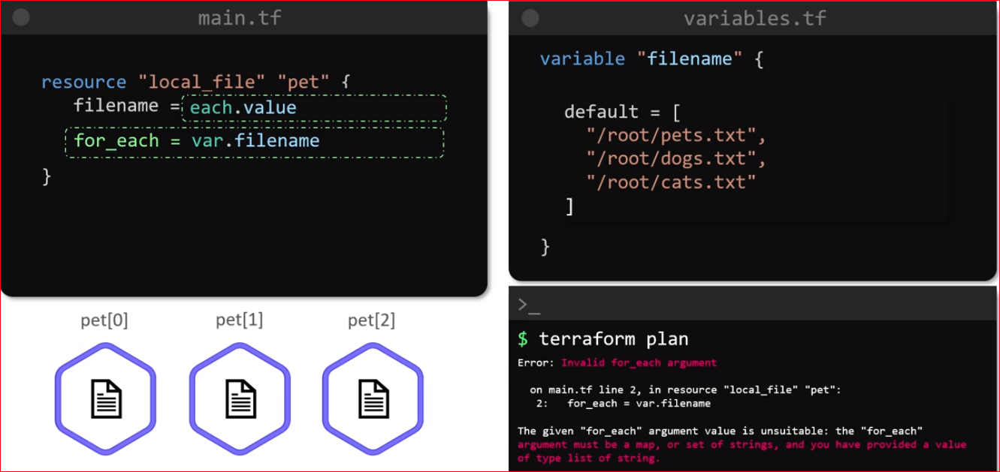 main.tf
resource "local_file" "pet" {
filename = each.value
for_each = var.filename
}
pet[0]
pet[1]
pet[2]
variables.tf
variable "filename" {
default = [
"/root/pets.txt",
"/root/dogs.txt",
"/root/cats.txt"
]
}
>_
$ terraform plan
Error: Invalid for_each argument
on main.tf line 2, in resource "local_file" "pet":
2: for_each = var.filename
The given "for_each" argument value is unsuitable: the "for_each"
argument must be a map, or set of strings, and you have provided a value
of type list of string.